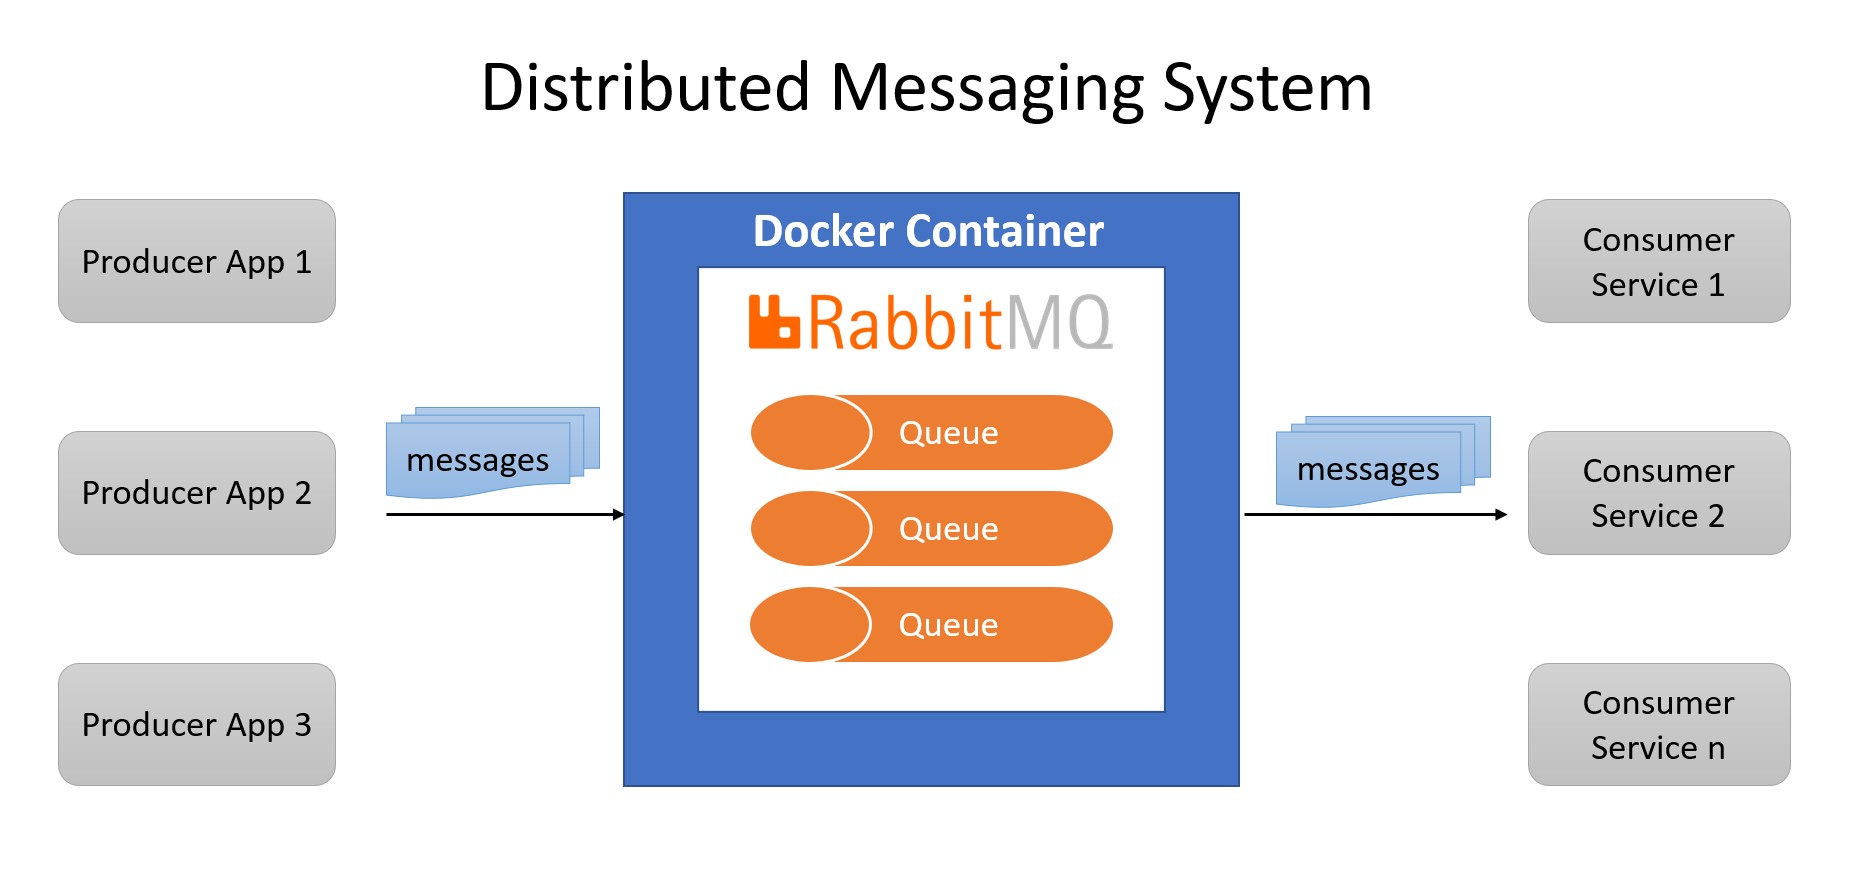 Distributed Messaging System
Producer App 1
Producer App 2
Producer App 3
messages
Docker Container
RabbitMQ
Queue
Queue
Queue
messages
Consumer
Service 1
Consumer
Service 2
Consumer
Service n